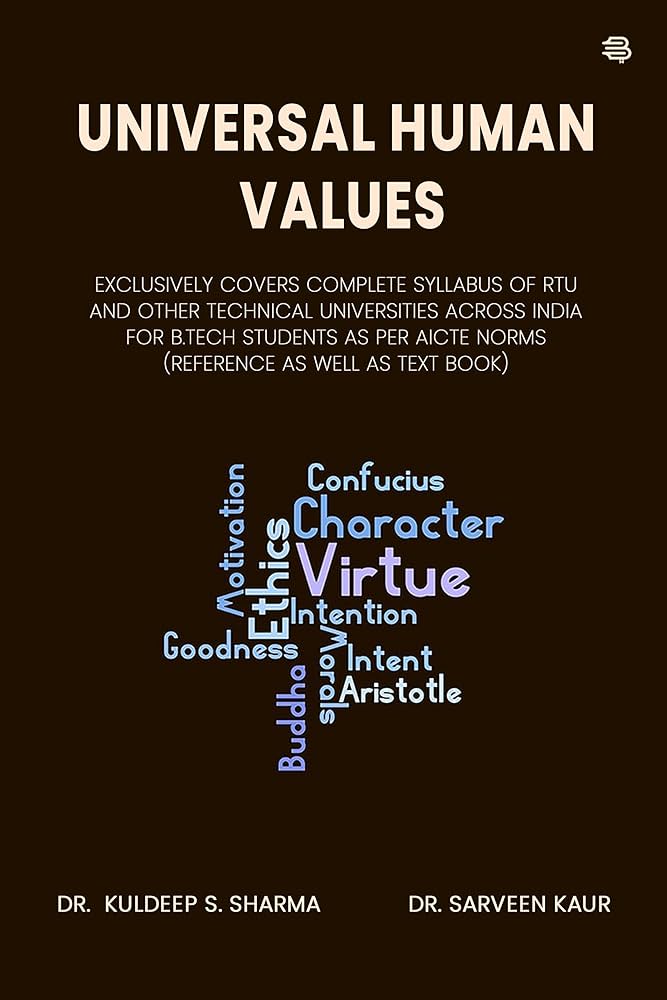 UNIVERSAL HUMAN
VALUES
EXCLUSIVELY COVERS COMPLETE SYLLABUS OF RTU
AND OTHER TECHNICAL UNIVERSITIES ACROSS INDIA
FOR B.TECH STUDENTS AS PER AICTE NORMS
(REFERENCE AS WELL AS TEXT BOOK)
Motivation
Confucius
Character
Ethics
Virtue
Intention
Goodness
Morals
Intent
Buddha
Aristotle
DR. KULDEEP S. SHARMA
DR. SARVEEN KAUR